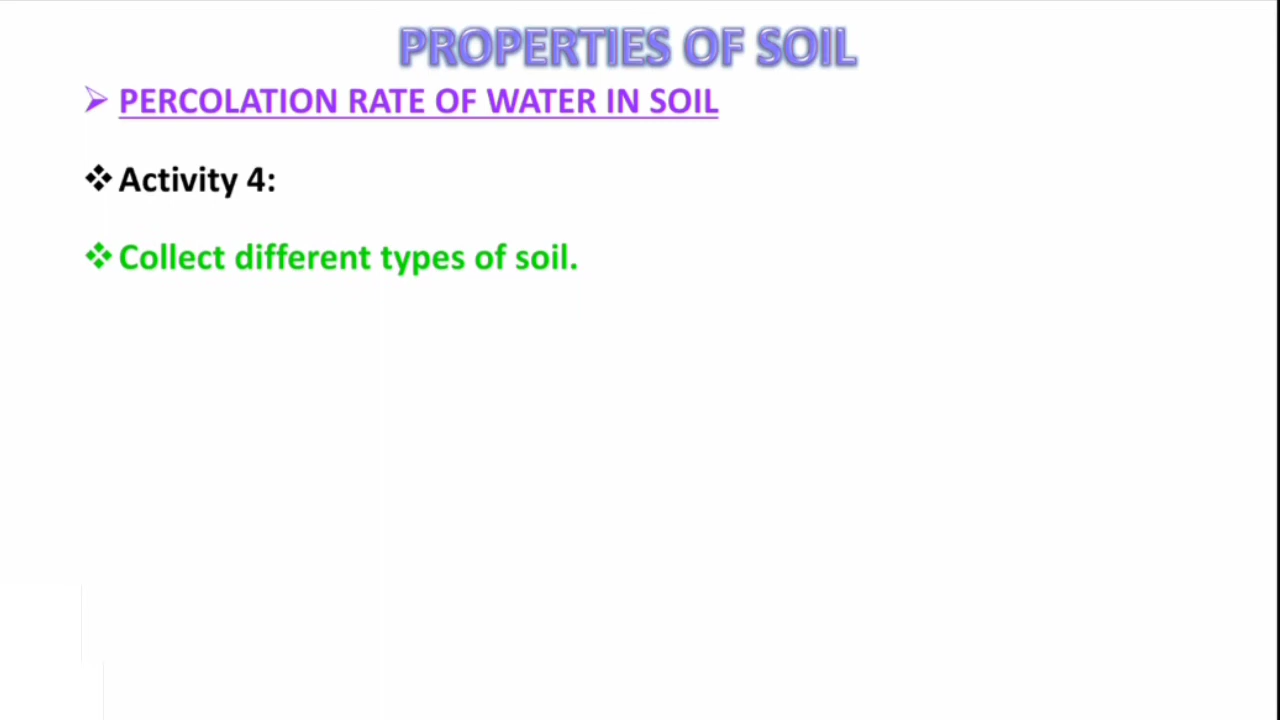 PROPERTIES OF SOIL
➢ PERCOLATION RATE OF WATER IN SOIL
❖ Activity 4:
❖ Collect different types of soil.